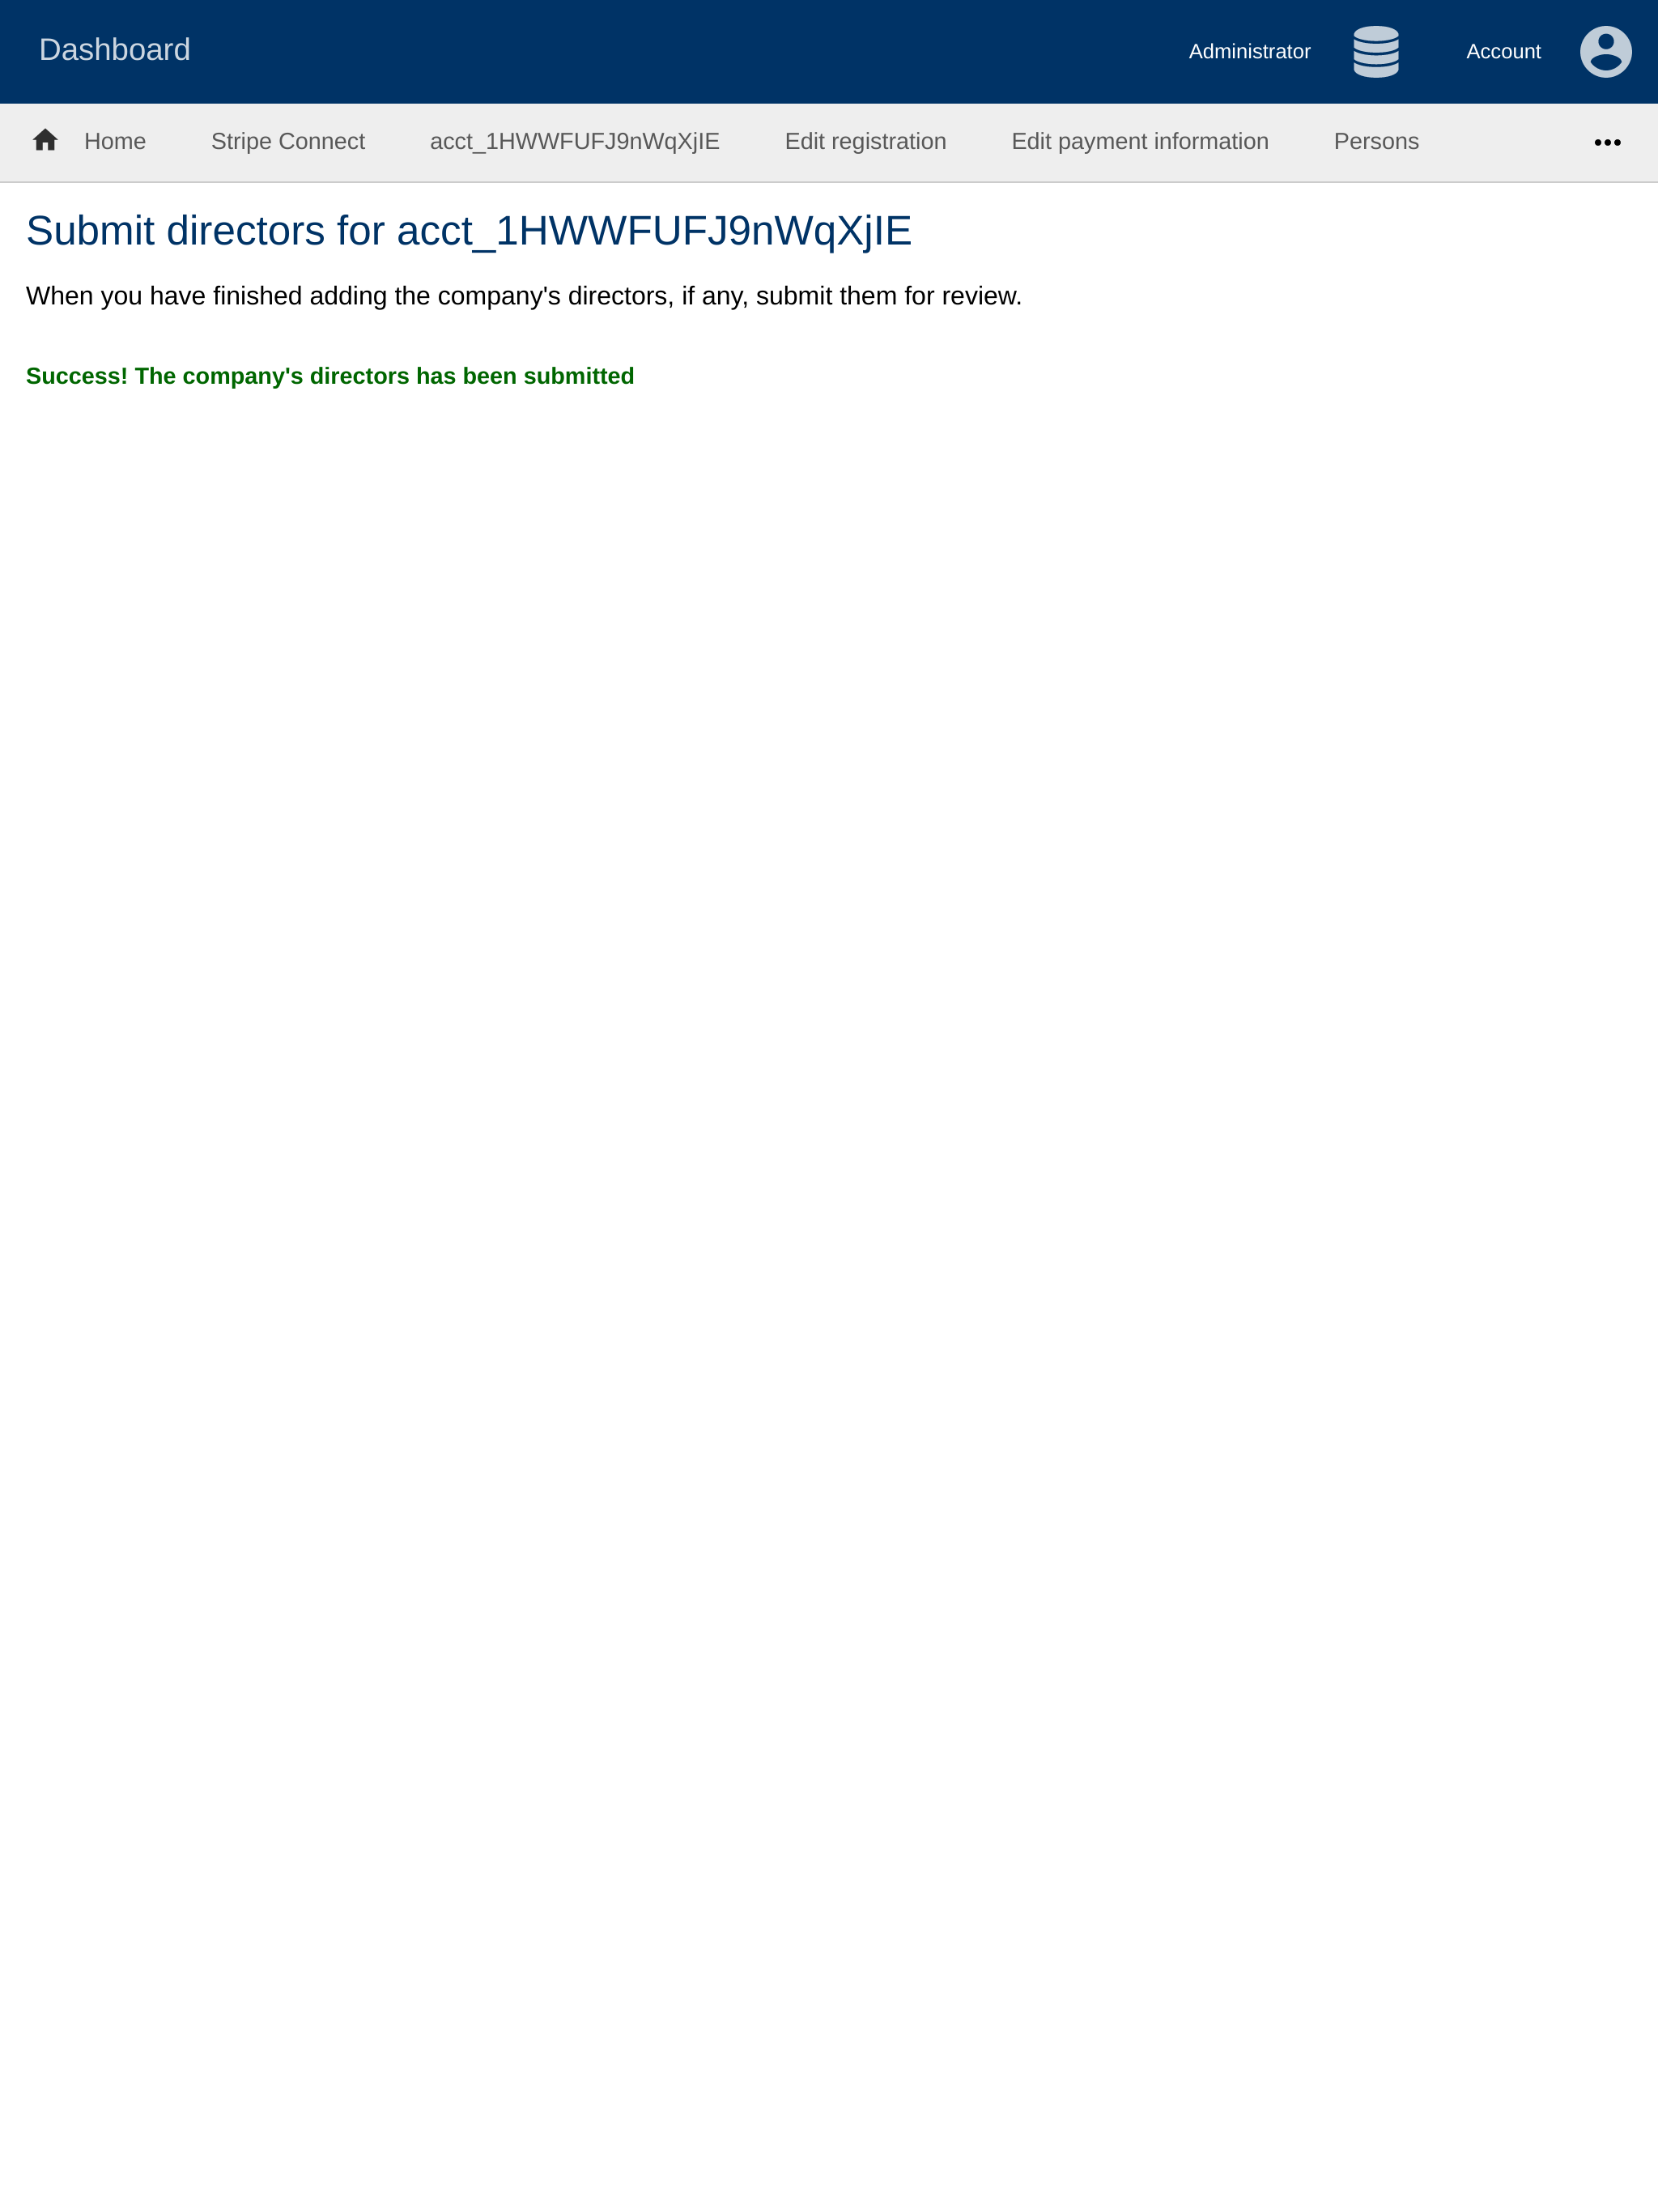 Dashboard
Administrator
Account
Home
Stripe Connect
acct_1HWWFUFJ9nWqXjIE
Edit registration
Edit payment information
Persons
Submit directors for acct_1HWWFUFJ9nWqXjIE
When you have finished adding the company's directors, if any, submit them for review.
Success! The company's directors has been submitted